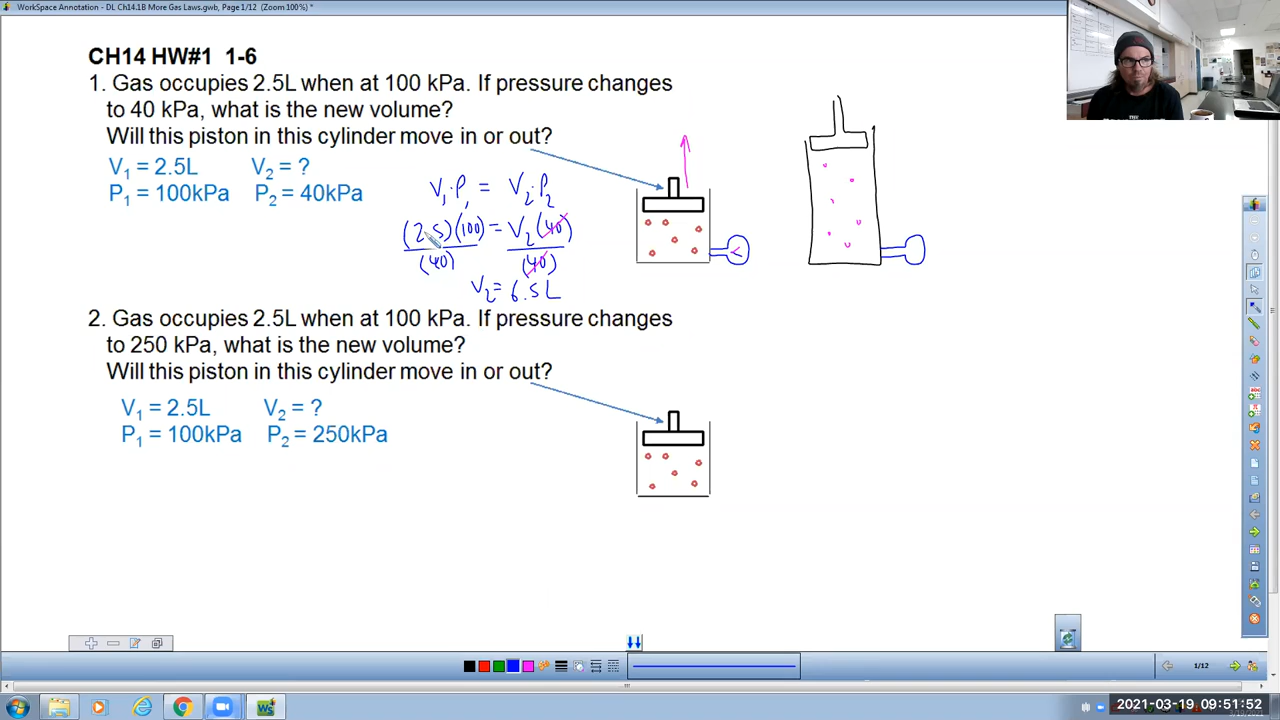 WorkSpace Annotation - DL Ch14.1B More Gas Laws.gwb, Page1/12 (Zoom 100%) *
CH14 HW#1 1-6
1. Gas occupies 2.5L when at 100 kPa. If pressure changes
to 40 kPa, what is the new volume?
Will this piston in this cylinder move in or out?
V₁ = 2.5L V₂ = ?
P₁ = 100kPa P₂ = 40kPa
V₁·P₁ = V₂·P₂
(2.5)(100) = V₂(40)
(40) (40)
V₂ = 6.5L
2. Gas occupies 2.5L when at 100 kPa. If pressure changes
to 250 kPa, what is the new volume?
Will this piston in this cylinder move in or out?
V₁ = 2.5L V₂ = ?
P₁ = 100kPa P₂ = 250kPa
1/12
2021-03-19, 09:51:52